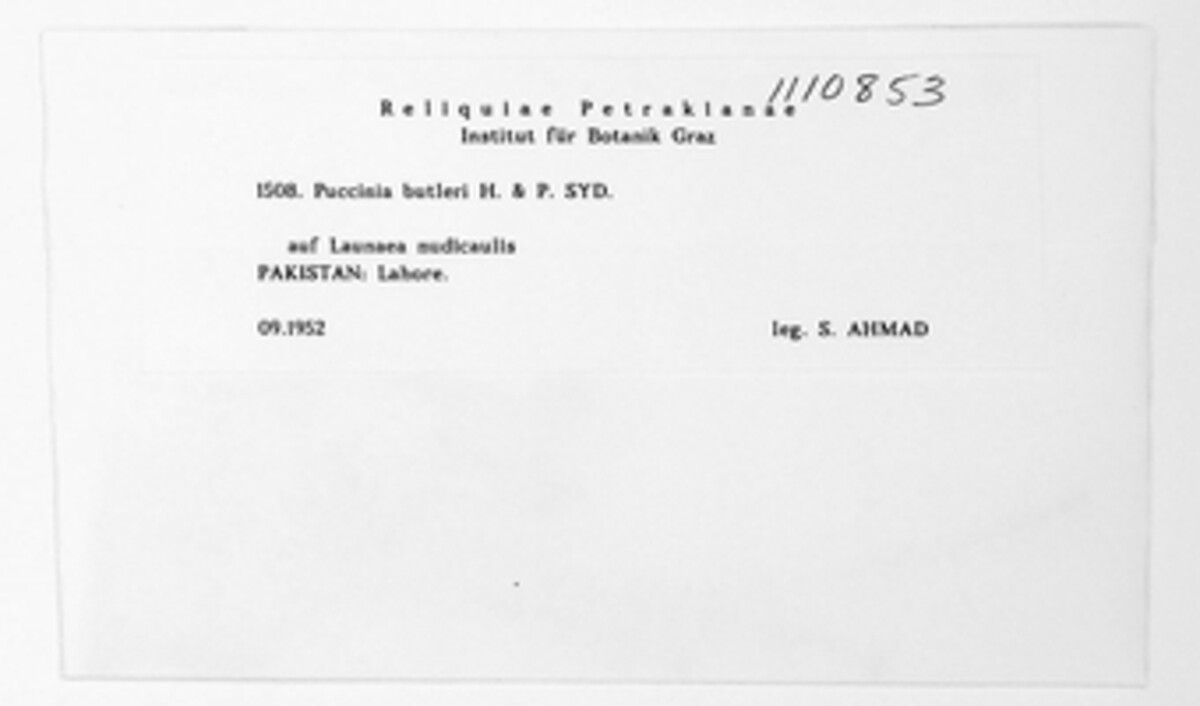 1110853
Reliquiae Petrakianae
Institut für Botanik Graz
1508. Puccinia butleri H. & P. SYD.
auf Launaea nudicaulis
PAKISTAN: Lahore.
09.1952 leg. S. AHMAD